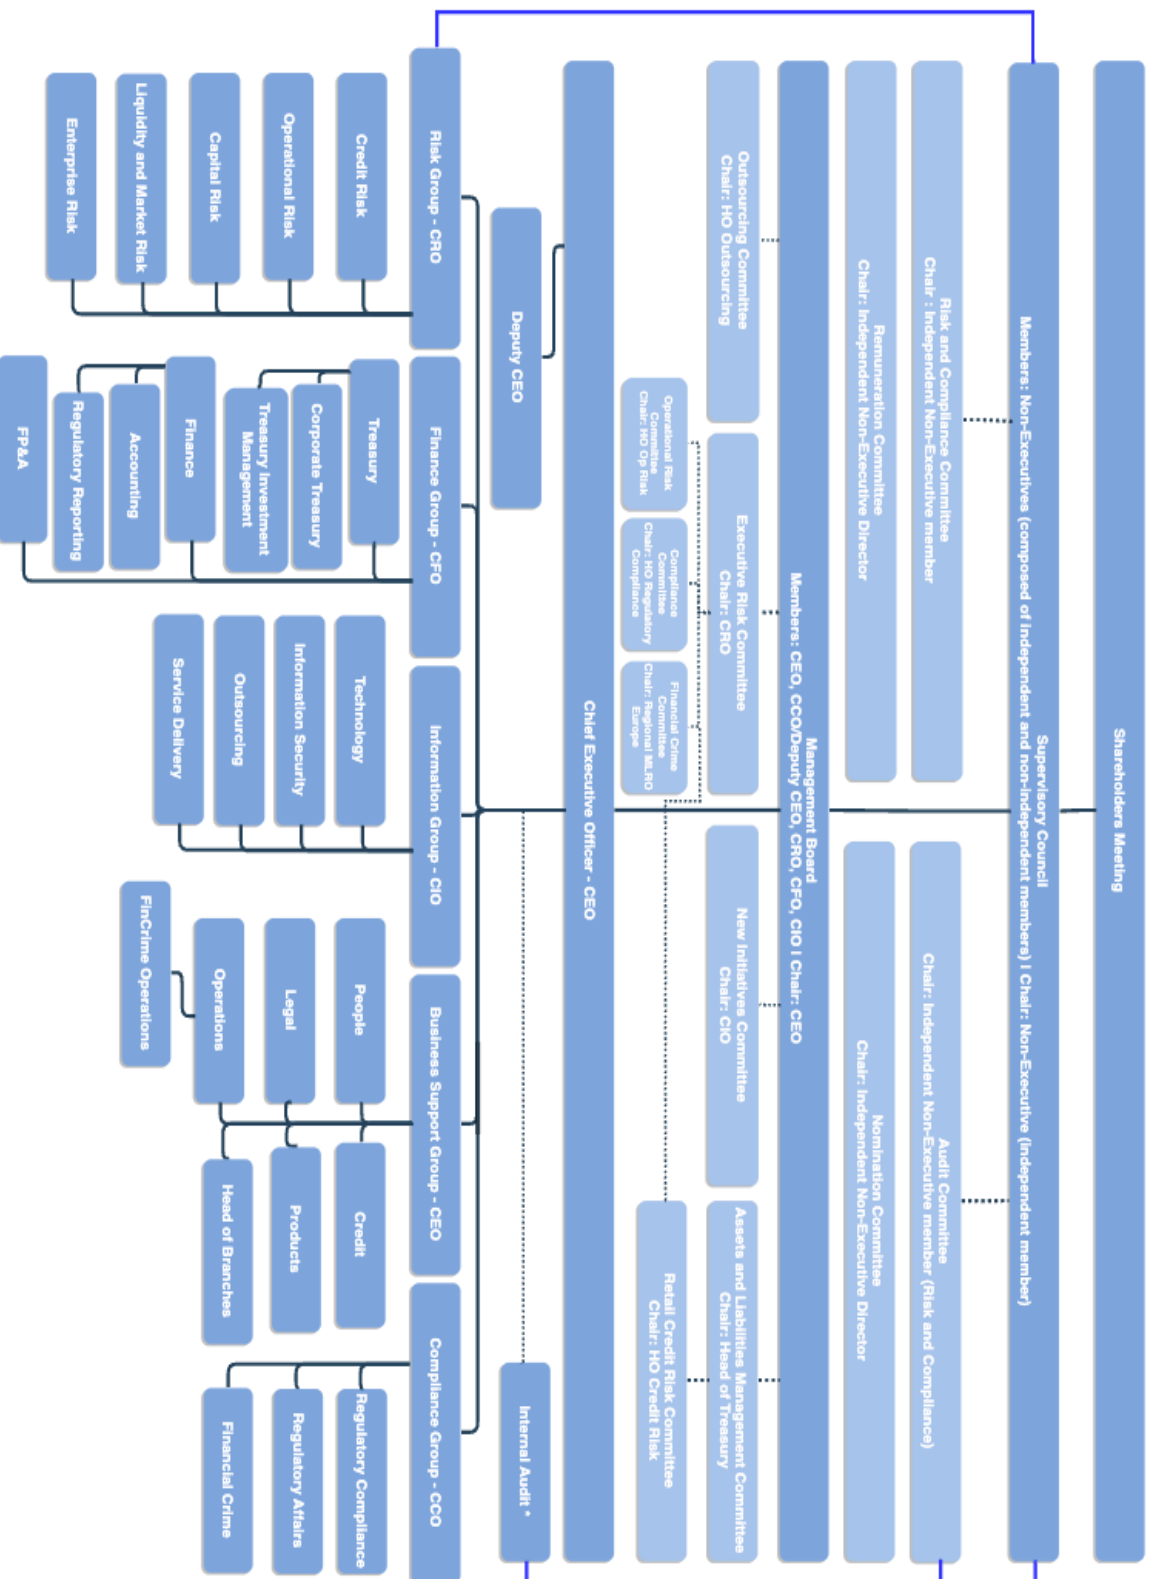 Shareholders Meeting
Supervisory Council
Members: Non-Executives (composed of independent and non-independent members) I Chair: Non-Executive (independent member)
Risk and Compliance Committee
Chair : Independent Non-Executive member
Audit Committee
Chair: Independent Non-Executive member (Risk and Compliance)
Remuneration Committee
Chair: Independent Non-Executive Director
Nomination Committee
Chair: Independent Non-Executive Director
Management Board
Members: CEO, CCO/Deputy CEO, CRO, CFO, CIO I Chair: CEO
Outsourcing Committee
Chair: HO Outsourcing
Executive Risk Committee
Chair: CRO
New Initiatives Committee
Chair: CIO
Assets and Liabilities Management Committee
Chair: Head of Treasury
Operational Risk
Committee
Chair: HO Op Risk
Compliance
Committee
Chair: HO Regulatory
Compliance
Financial Crime
Committee
Chair: Regional MLRO
Europe
Retail Credit Risk Committee
Chair: HO Credit Risk
Chief Executive Officer - CEO
Deputy CEO
Internal Audit *
Risk Group - CRO
Credit Risk
Operational Risk
Capital Risk
Liquidity and Market Risk
Enterprise Risk
Finance Group - CFO
Treasury
Corporate Treasury
Treasury Investment
Management
Finance
Accounting
Regulatory Reporting
FP&A
Information Group - CIO
Technology
Information Security
Outsourcing
Service Delivery
Business Support Group - CEO
People
Credit
Legal
Products
Operations
Head of Branches
FinCrime Operations
Compliance Group - CCO
Regulatory Compliance
Regulatory Affairs
Financial Crime